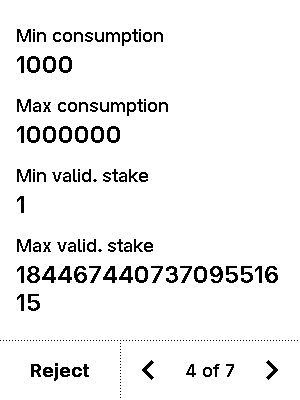 Min consumption
1000
Max consumption
1000000
Min valid. stake
1
Max valid. stake
184467440737095516
15
Reject
4 of 7